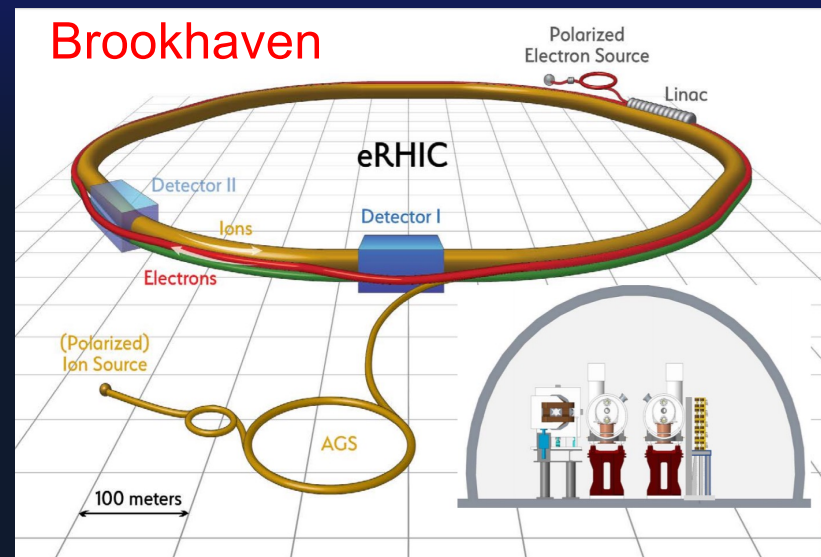 Brookhaven
Polarized
Electron Source
Linac
eRHIC
Detector II
Detector I
Ions
Electrons
(Polarized)
Ion Source
AGS
100 meters